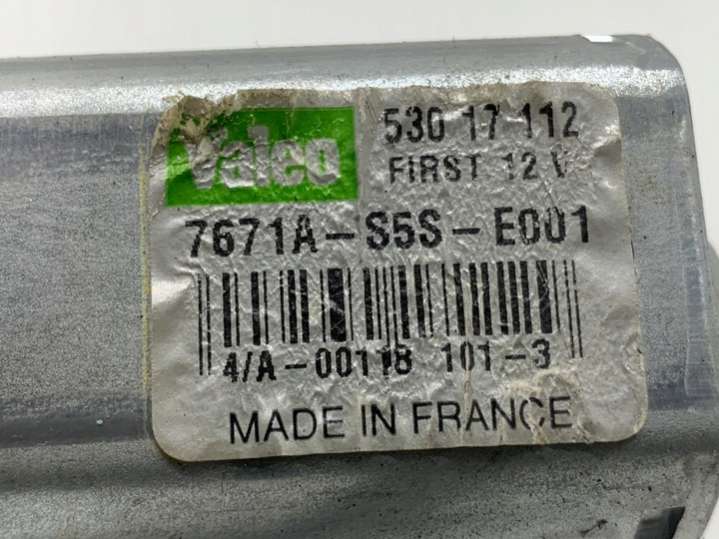 Valeo
530 17 112
FIRST 12 V
7671A-S5S-E001
4/A-00118 101-3
MADE IN FRANCE